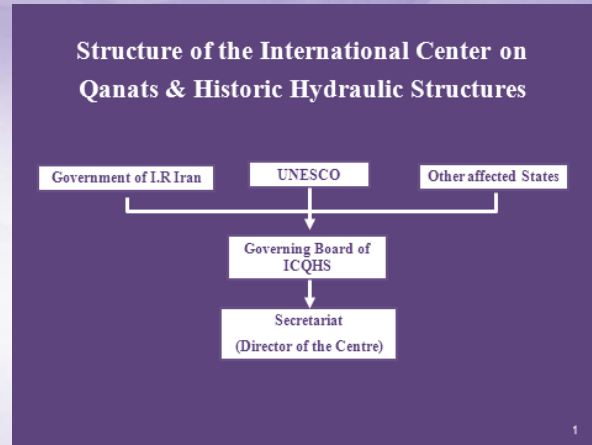 Structure of the International Center on
Qanats & Historic Hydraulic Structures
Government of I.R Iran
UNESCO
Other affected States
Governing Board of
ICQHS
Secretariat
(Director of the Centre)
1